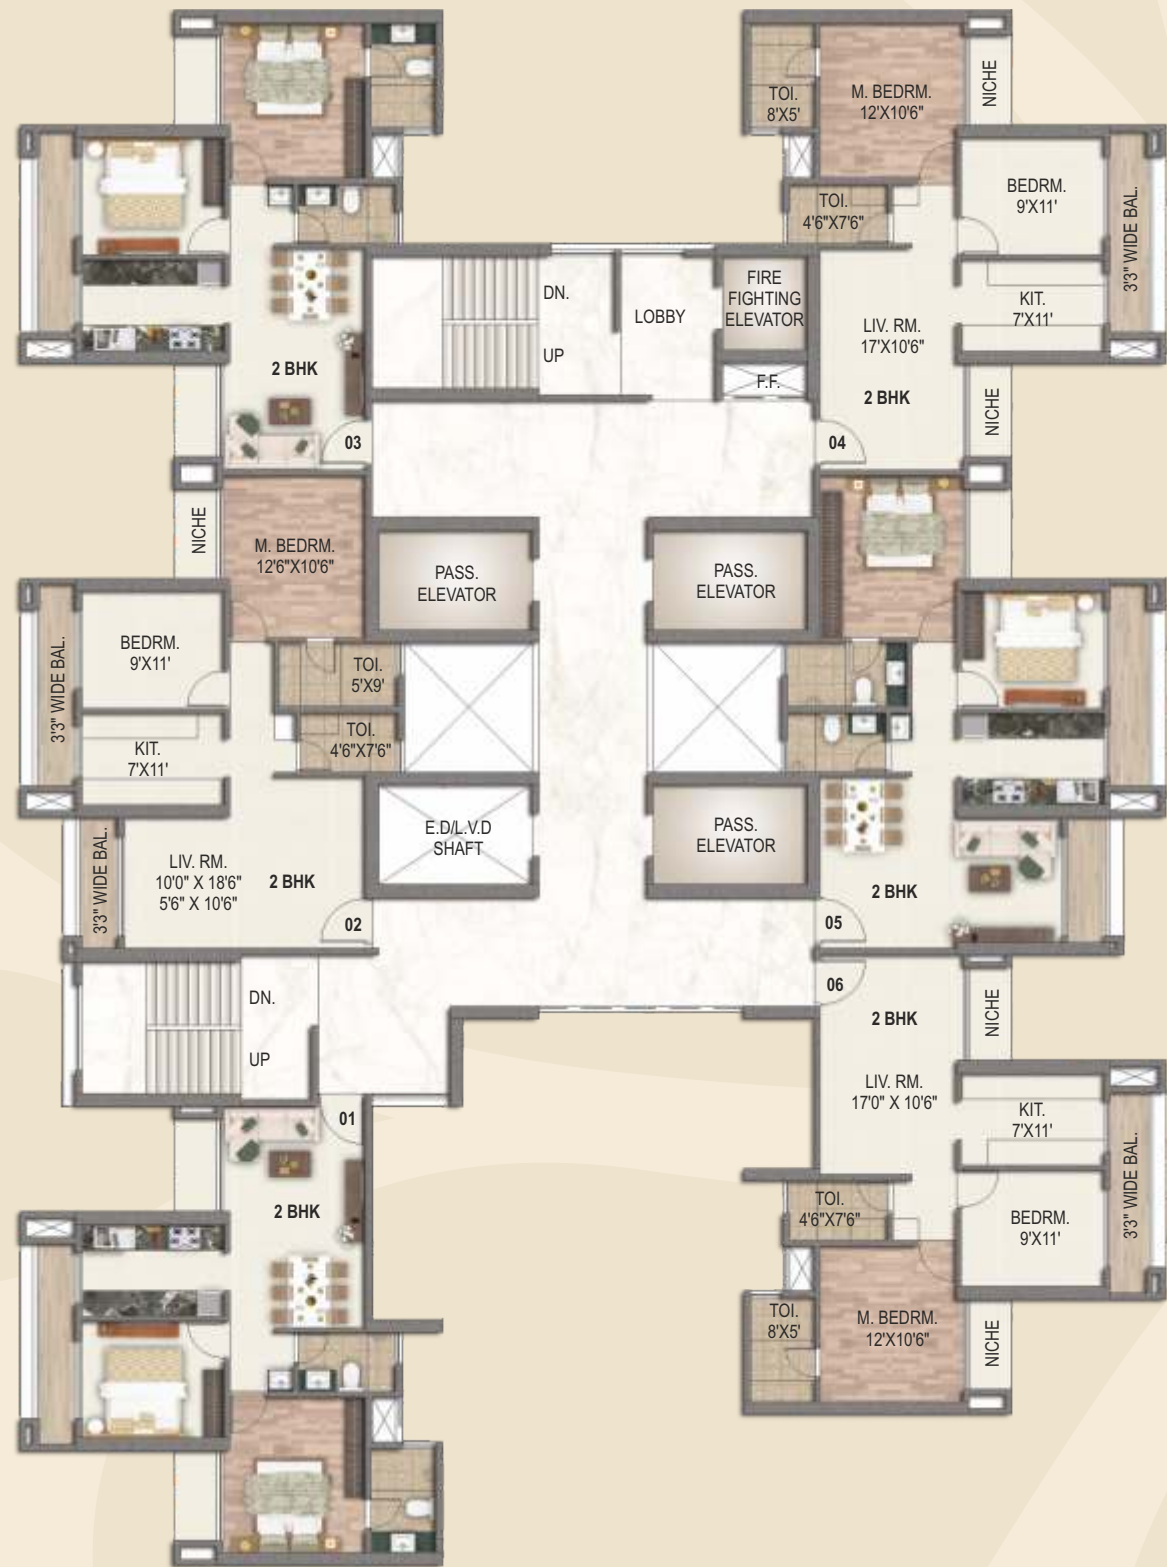 TOI.
8'X5'
M. BEDRM.
12'X10'6"
NICHE
TOI.
4'6"X7'6"
BEDRM.
9'X11'
3'3" WIDE BAL.
KIT.
7'X11'
LIV. RM.
17'X10'6"
2 BHK
NICHE
04
DN.
UP
LOBBY
FIRE
FIGHTING
ELEVATOR
F.F.
2 BHK
03
NICHE
M. BEDRM.
12'6"X10'6"
PASS.
ELEVATOR
PASS.
ELEVATOR
BEDRM.
9'X11'
3'3" WIDE BAL.
TOI.
5'X9'
KIT.
7'X11'
TOI.
4'6"X7'6"
E.D/L.V.D
SHAFT
PASS.
ELEVATOR
3'3" WIDE BAL.
LIV. RM.
10'0" X 18'6"
5'6" X 10'6"
2 BHK
02
2 BHK
05
DN.
UP
06
2 BHK
NICHE
LIV. RM.
17'0" X 10'6"
KIT.
7'X11'
3'3" WIDE BAL.
01
2 BHK
TOI.
4'6"X7'6"
BEDRM.
9'X11'
TOI.
8'X5'
M. BEDRM.
12'X10'6"
NICHE